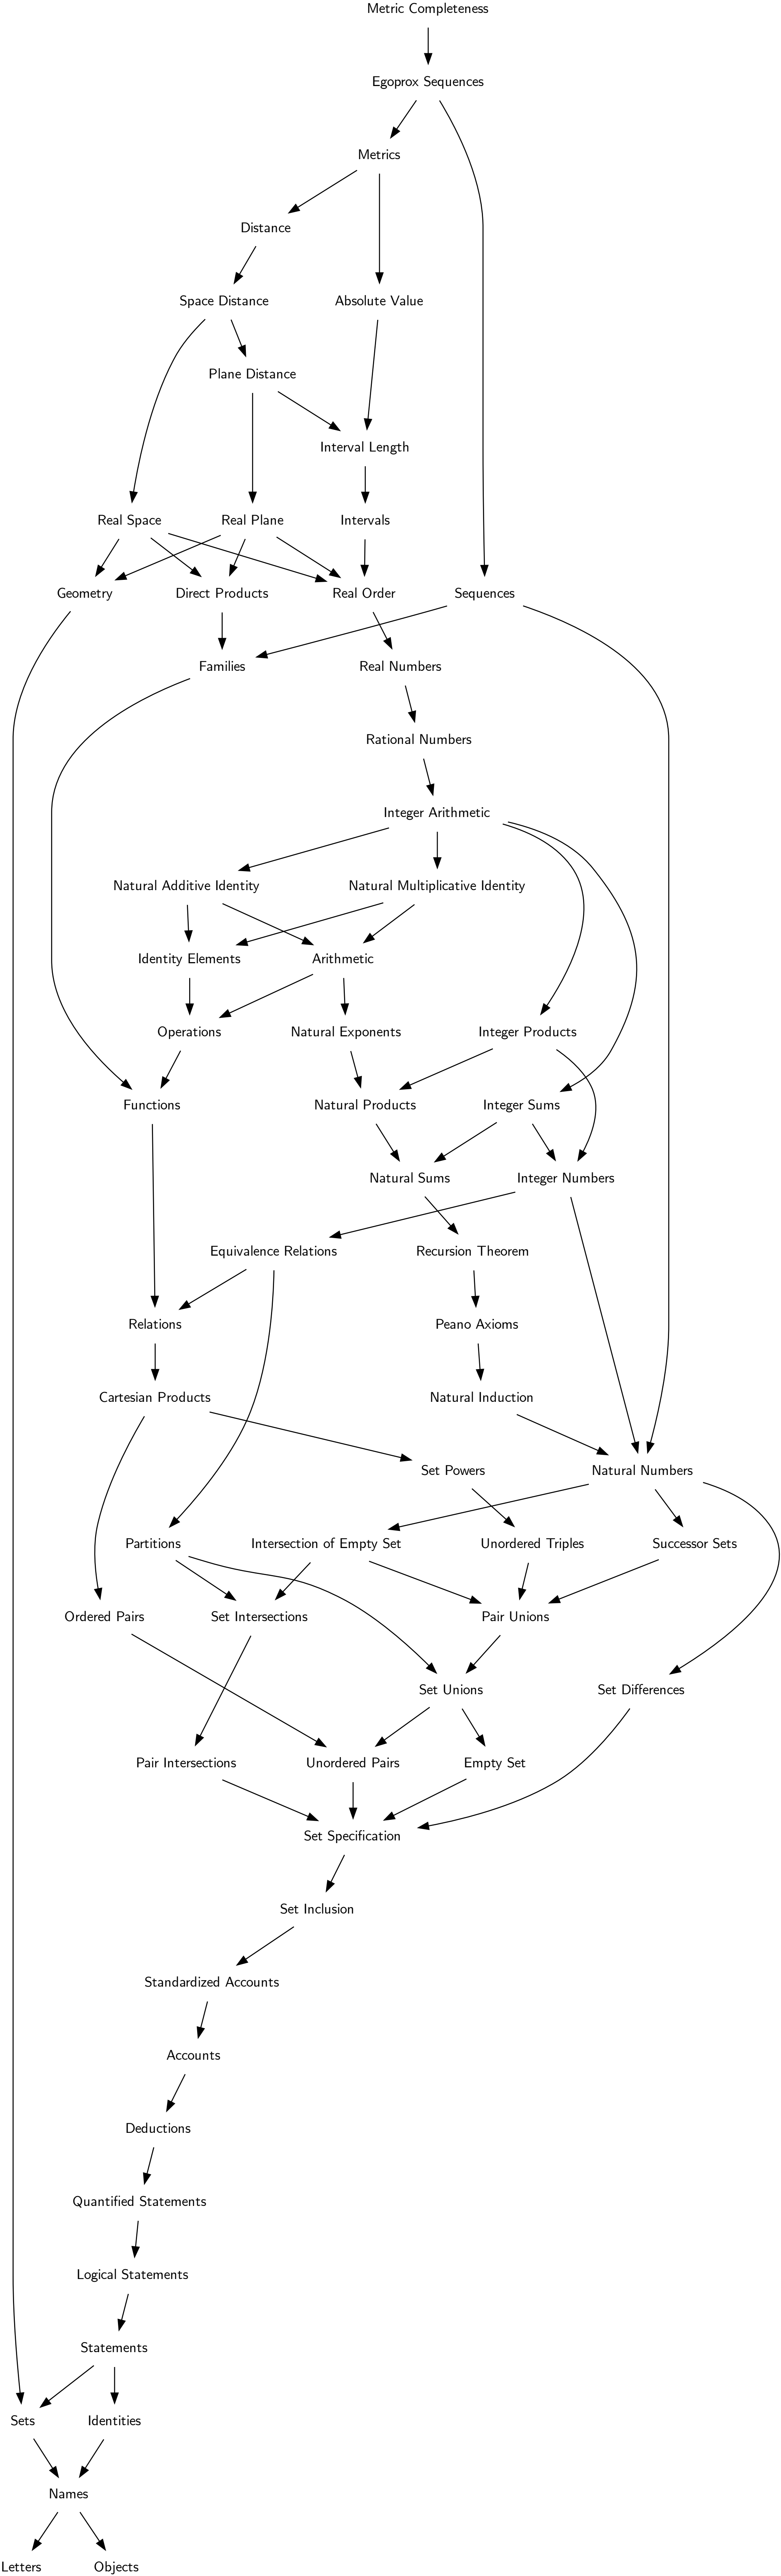 Metric Completeness
Egoprox Sequences
Metrics
Distance
Space Distance
Absolute Value
Plane Distance
Interval Length
Real Space
Real Plane
Intervals
Geometry
Direct Products
Real Order
Sequences
Families
Real Numbers
Rational Numbers
Integer Arithmetic
Natural Additive Identity
Natural Multiplicative Identity
Identity Elements
Arithmetic
Operations
Natural Exponents
Integer Products
Functions
Natural Products
Integer Sums
Natural Sums
Integer Numbers
Equivalence Relations
Recursion Theorem
Relations
Peano Axioms
Cartesian Products
Natural Induction
Set Powers
Natural Numbers
Partitions
Intersection of Empty Set
Unordered Triples
Successor Sets
Ordered Pairs
Set Intersections
Pair Unions
Set Unions
Set Differences
Pair Intersections
Unordered Pairs
Empty Set
Set Specification
Set Inclusion
Standardized Accounts
Accounts
Deductions
Quantified Statements
Logical Statements
Statements
Sets
Identities
Names
Letters
Objects